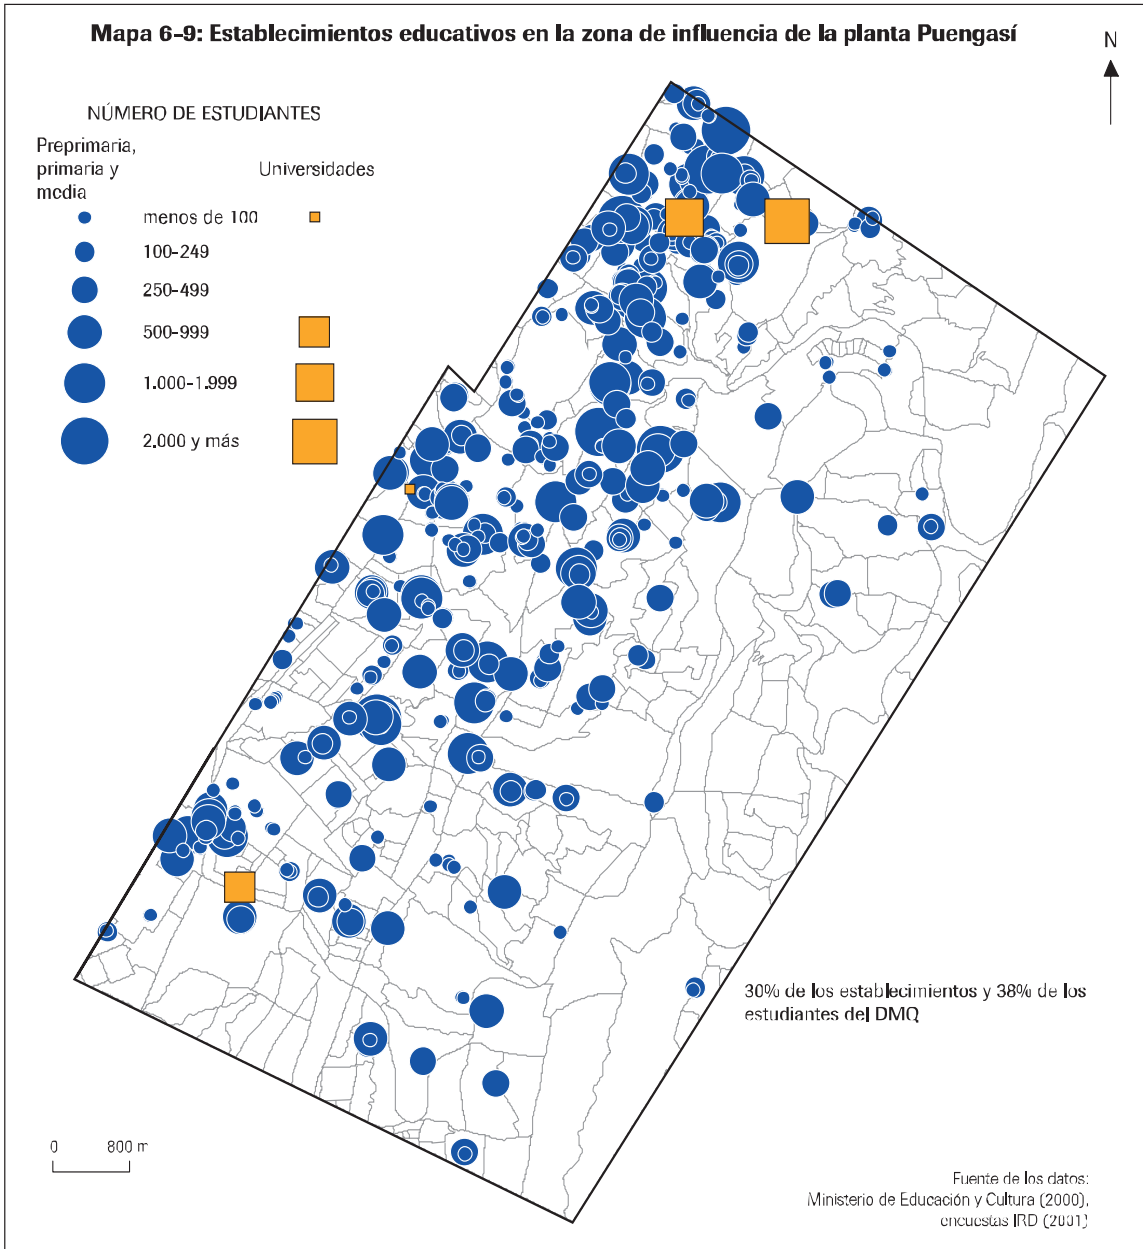 Mapa 6-9: Establecimientos educativos en la zona de influencia de la planta Puengasí
N
NÚMERO DE ESTUDIANTES
Preprimaria,
primaria y
media
Universidades
menos de 100
100-249
250-499
500-999
1.000-1.999
2.000 y más
30% de los establecimientos y 38% de los
estudiantes del DMQ
0 800 m
Fuente de los datos:
Ministerio de Educación y Cultura (2000),
encuestas IRD (2001)